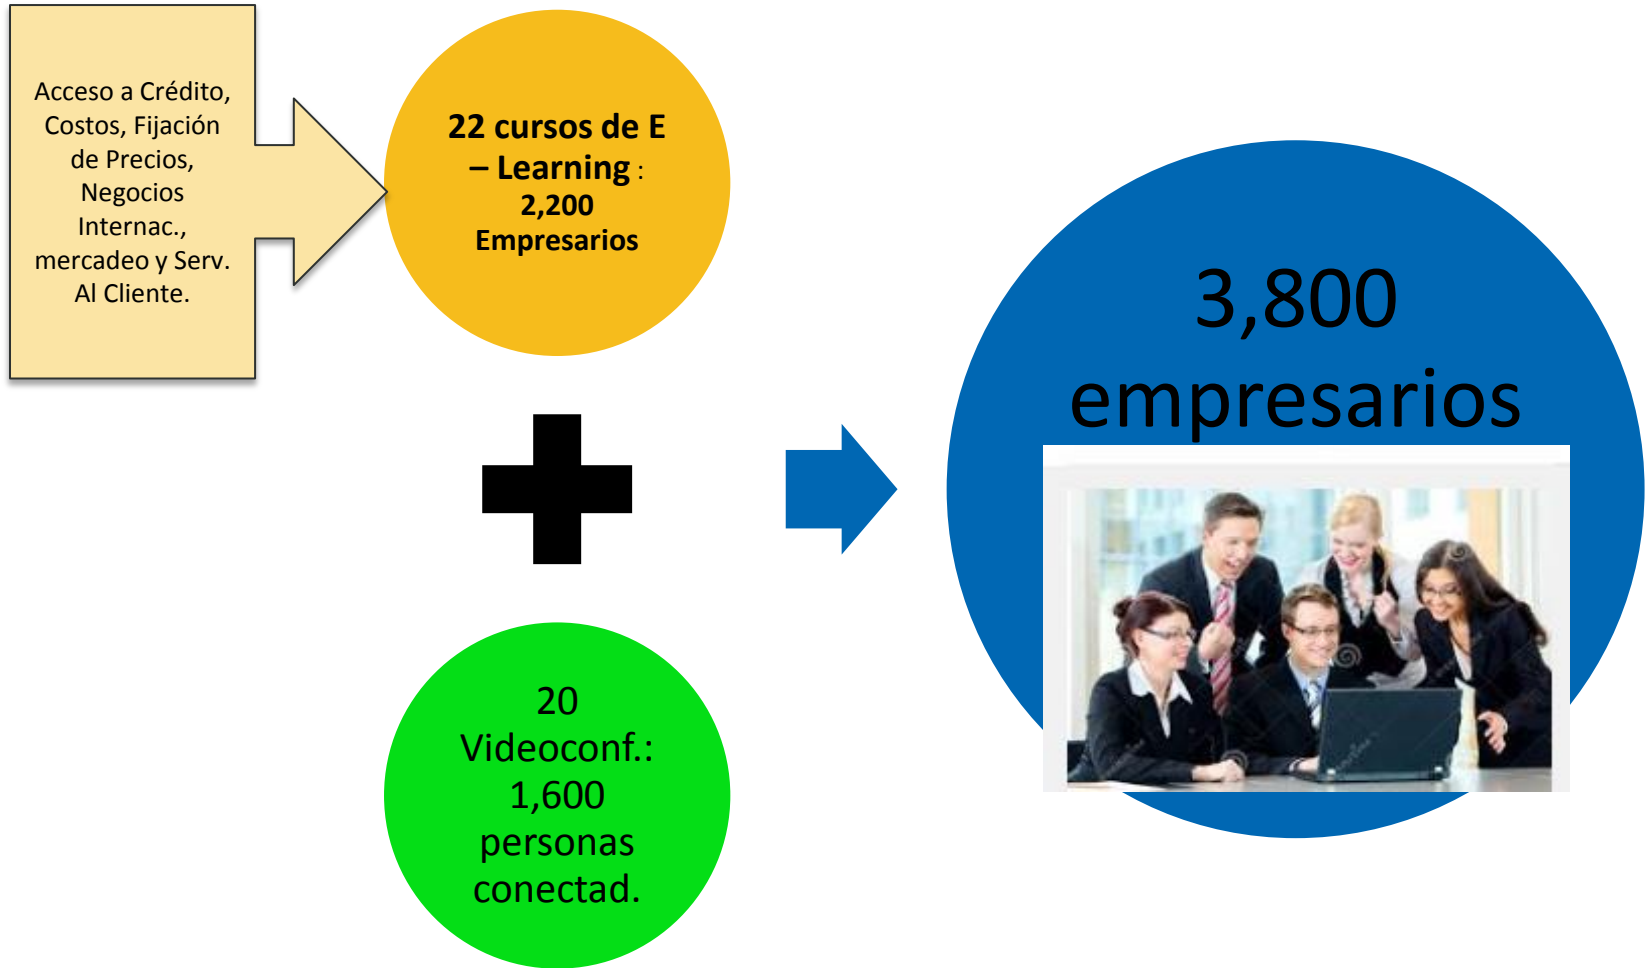 Acceso a Crédito,
Costos, Fijación
de Precios,
Negocios
Internac.,
mercadeo y Serv.
Al Cliente.
22 cursos de E
– Learning :
2,200
Empresarios
20
Videoconf.:
1,600
personas
conectad.
3,800
empresarios